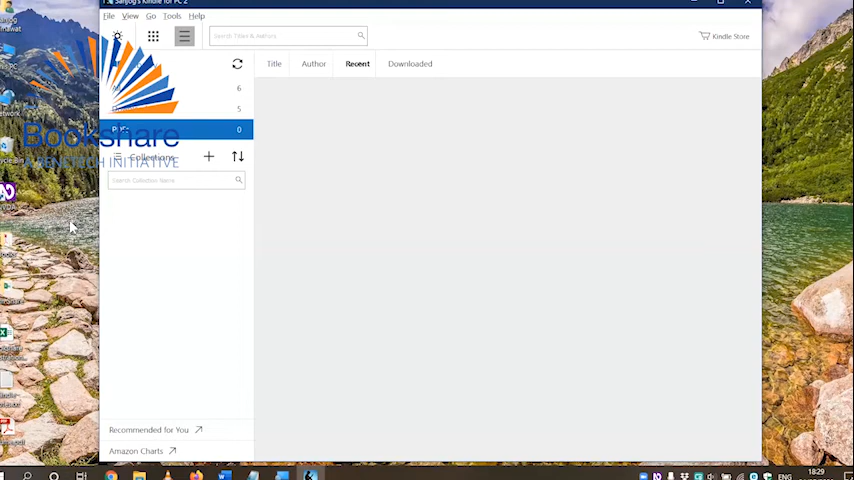 Sanjog's Kindle for PC 2
File View Go Tools Help
Search Titles & Authors
Kindle Store
Title Author Recent Downloaded
6
5
0
Bookshare
A BENETECH INITIATIVE
Collections
Search Collection Name
Recommended for You
Amazon Charts
ENG
18:29